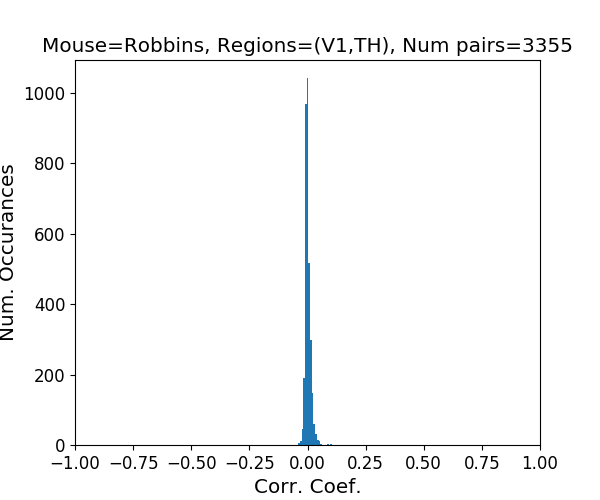 Mouse=Robbins, Regions=(V1,TH), Num pairs=3355
Num. Occurances
1000
800
600
400
200
0
−1.00 −0.75 −0.50 −0.25 0.00 0.25 0.50 0.75 1.00
Corr. Coef.